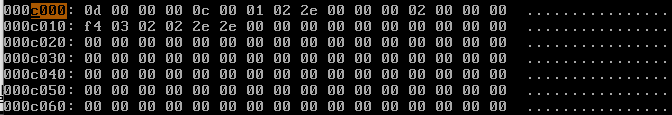 000c000: 0d 00 00 00 0c 00 01 02 2e 00 00 00 02 00 00 00 ................
000c010: f4 03 02 02 2e 2e 00 00 00 00 00 00 00 00 00 00 ................
000c020: 00 00 00 00 00 00 00 00 00 00 00 00 00 00 00 00 ................
000c030: 00 00 00 00 00 00 00 00 00 00 00 00 00 00 00 00 ................
000c040: 00 00 00 00 00 00 00 00 00 00 00 00 00 00 00 00 ................
000c050: 00 00 00 00 00 00 00 00 00 00 00 00 00 00 00 00 ................
000c060: 00 00 00 00 00 00 00 00 00 00 00 00 00 00 00 00 ................